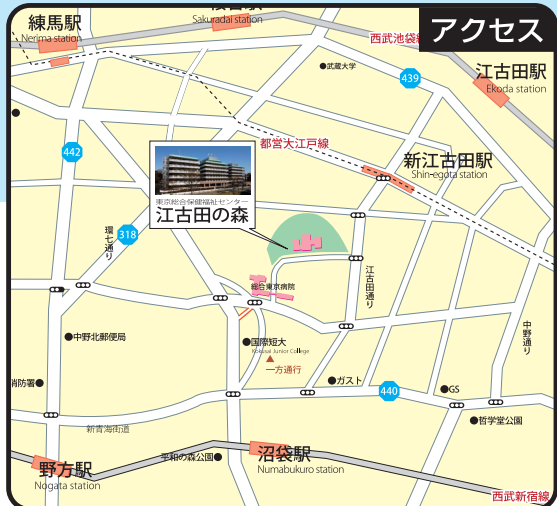 アクセス
練馬駅
Nerima station
Sakuradai station
西武池袋線
江古田駅
Ekoda station
武蔵大学
439
都営大江戸線
442
新江古田駅
Shin-egota station
東京総合保健福祉センター
江古田の森
318
環七通り
総合東京病院
江古田通り
中野通り
中野北郵便局
国際短大
Kokusai Junior College
一方通行
消防署
ガスト
440
GS
哲学堂公園
新青海街道
平和の森公園
沼袋駅
Numabukuro station
野方駅
Nogata station
西武新宿線